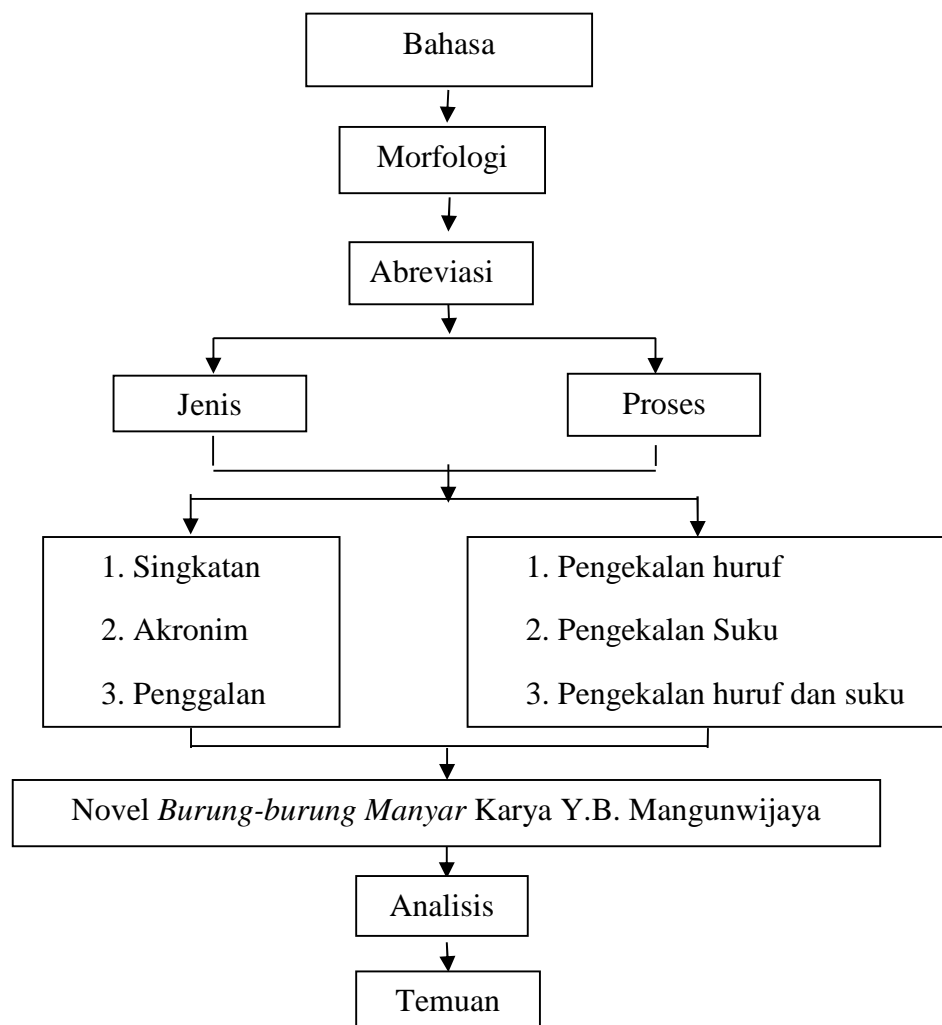 Bahasa
Morfologi
Abreviasi
Jenis
Proses
1. Singkatan
2. Akronim
3. Penggalan
1. Pengekalan huruf
2. Pengekalan Suku
3. Pengekalan huruf dan suku
Novel Burung-burung Manyar Karya Y.B. Mangunwijaya
Analisis
Temuan